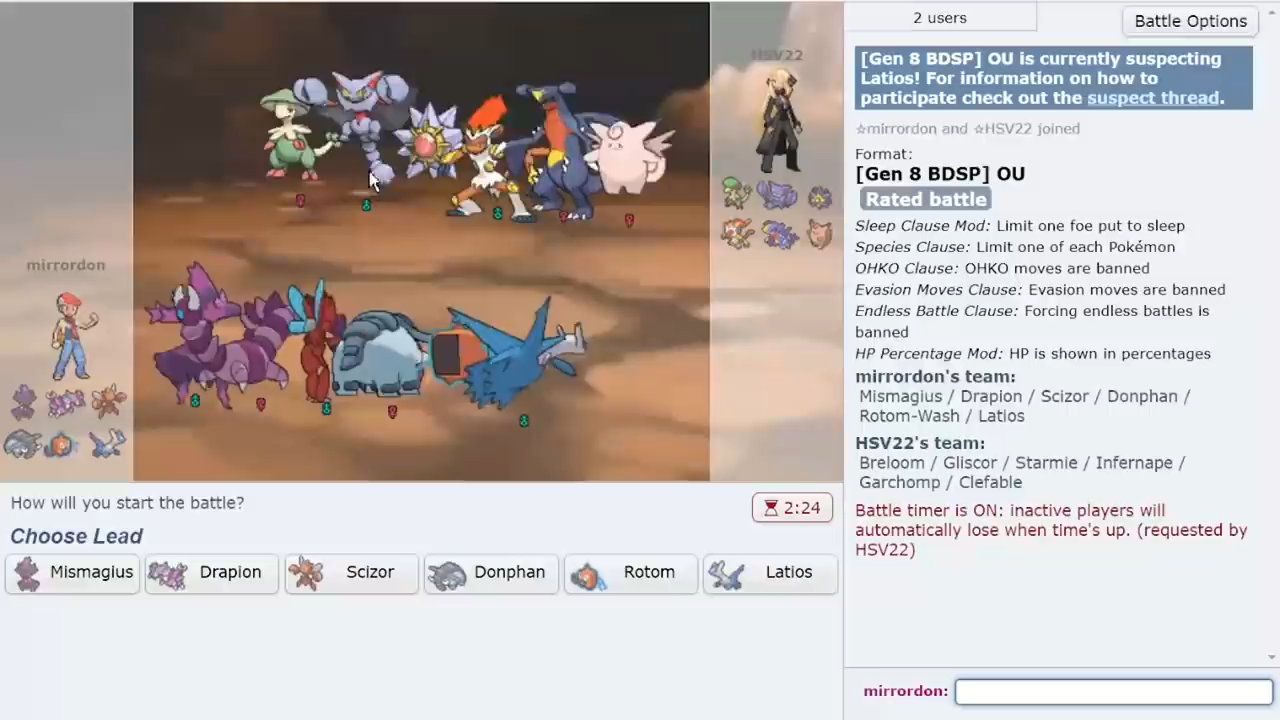 HSV22
mirrordon
How will you start the battle?
2:24
Choose Lead
Mismagius
Drapion
Scizor
Donphan
Rotom
Latios
2 users
Battle Options
[Gen 8 BDSP] OU is currently suspecting
Latios! For information on how to
participate check out the suspect thread.
☆mirrordon and ☆HSV22 joined
Format:
[Gen 8 BDSP] OU
Rated battle
Sleep Clause Mod: Limit one foe put to sleep
Species Clause: Limit one of each Pokémon
OHKO Clause: OHKO moves are banned
Evasion Moves Clause: Evasion moves are banned
Endless Battle Clause: Forcing endless battles is
banned
HP Percentage Mod: HP is shown in percentages
mirrordon's team:
Mismagius / Drapion / Scizor / Donphan /
Rotom-Wash / Latios
HSV22's team:
Breloom / Gliscor / Starmie / Infernape /
Garchomp / Clefable
Battle timer is ON: inactive players will
automatically lose when time's up. (requested by
HSV22)
mirrordon: